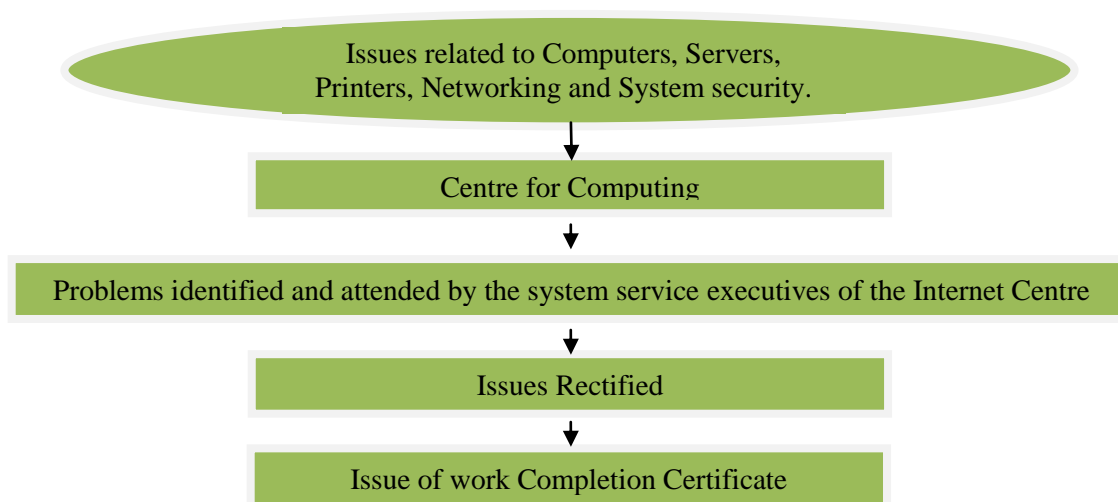 Issues related to Computers, Servers,
Printers, Networking and System security.
Centre for Computing
Problems identified and attended by the system service executives of the Internet Centre
Issues Rectified
Issue of work Completion Certificate